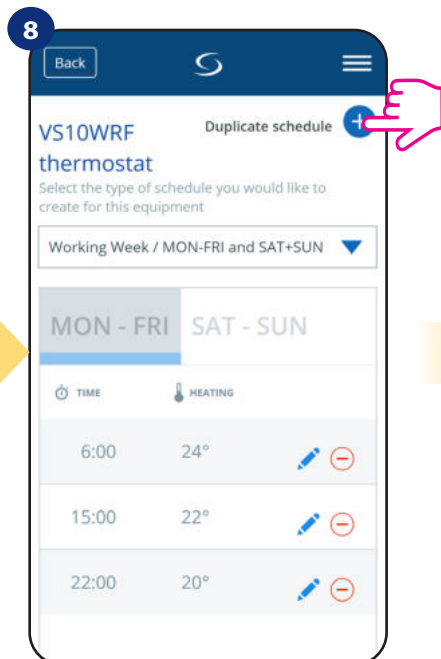 8
Back
VS10WRF
thermostat
Duplicate schedule
Select the type of schedule you would like to
create for this equipment
Working Week / MON-FRI and SAT+SUN
MON - FRI SAT - SUN
TIME HEATING
6:00 24°
15:00 22°
22:00 20°